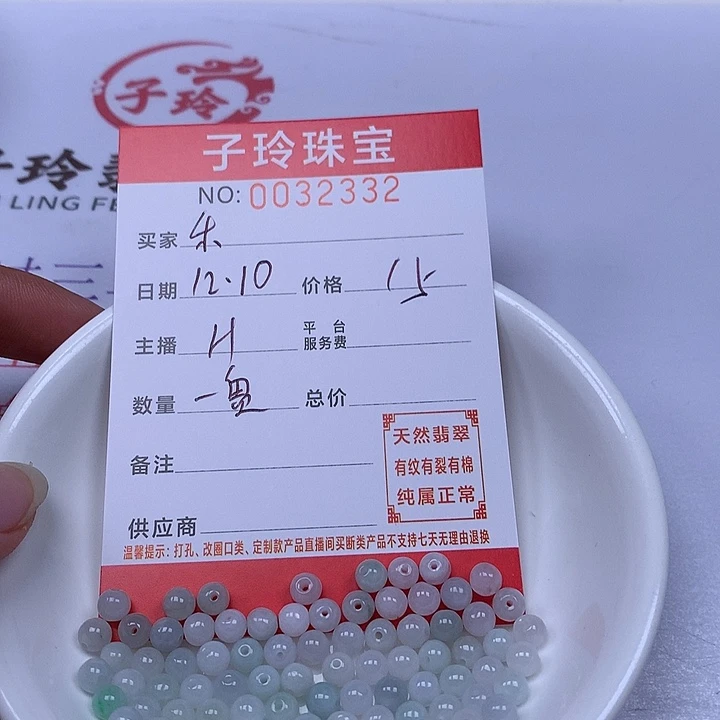 子玲
子玲
LING FE
子玲珠宝
NO: 0032332
买家 朱
日期 12·10 价格 15
主播 H 平台服务费
数量 一盘 总价
备注
供应商
天然翡翠
有纹有裂有棉
纯属正常
温馨提示：打孔、改圈口类、定制款产品直播间买断类产品不支持七天无理由退换